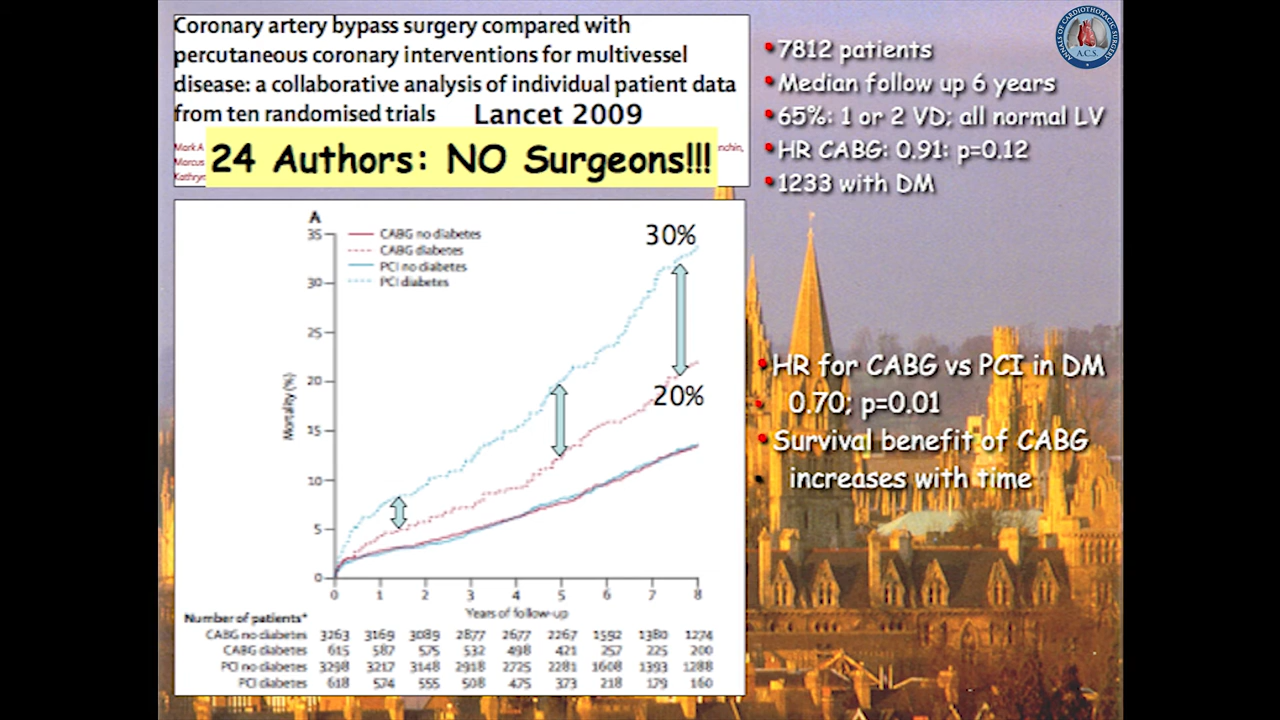 Coronary artery bypass surgery compared with
percutaneous coronary interventions for multivessel
disease: a collaborative analysis of individual patient data
from ten randomised trials Lancet 2009
Mark A
Marcus
Kathryn
24 Authors: NO Surgeons!!!
A
35
30
25
20
15
10
5
0
Mortality (%)
CABG no diabetes
CABG diabetes
PCI no diabetes
PCI diabetes
30%
20%
0 1 2 3 4 5 6 7 8
Years of follow-up
Number of patients*
CABG no diabetes 3263 3169 3089 2877 2677 2267 1592 1380 1274
CABG diabetes 615 587 575 532 498 421 257 225 200
PCI no diabetes 3298 3217 3148 2918 2725 2281 1608 1393 1288
PCI diabetes 618 574 555 508 475 373 218 179 160
ANNALS OF CARDIOTHORACIC SURGERY
A.C.S.
7812 patients
Median follow up 6 years
65%: 1 or 2 VD; all normal LV
HR CABG: 0.91: p=0.12
1233 with DM
HR for CABG vs PCI in DM
0.70; p=0.01
Survival benefit of CABG
increases with time